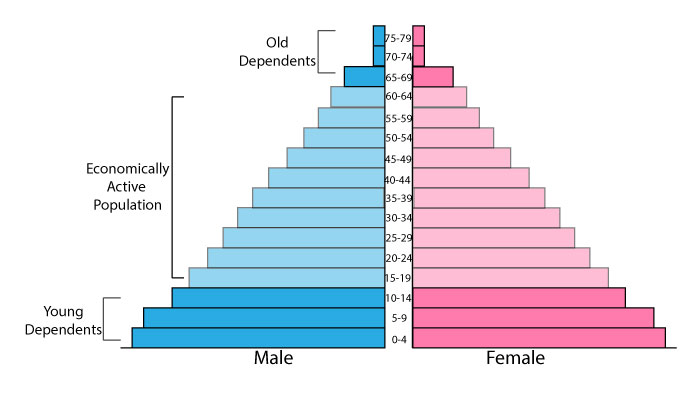 Old
Dependents
75-79
70-74
65-69
60-64
55-59
50-54
45-49
Economically
Active
Population
40-44
35-39
30-34
25-29
20-24
15-19
Young
Dependents
10-14
5-9
0-4
Male
Female